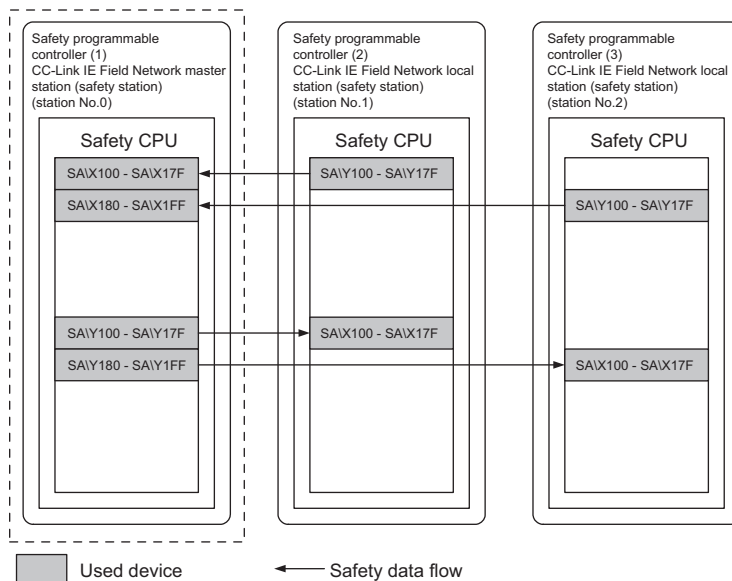 Safety programmable
controller (1)
CC-Link IE Field Network master
station (safety station)
(station No.0)
Safety CPU
SA\X100 - SA\X17F
SA\X180 - SA\X1FF
SA\Y100 - SA\Y17F
SA\Y180 - SA\Y1FF
Safety programmable
controller (2)
CC-Link IE Field Network local
station (safety station)
(station No.1)
Safety CPU
SA\Y100 - SA\Y17F
SA\X100 - SA\X17F
Safety programmable
controller (3)
CC-Link IE Field Network local
station (safety station)
(station No.2)
Safety CPU
SA\Y100 - SA\Y17F
SA\X100 - SA\X17F
Used device
Safety data flow